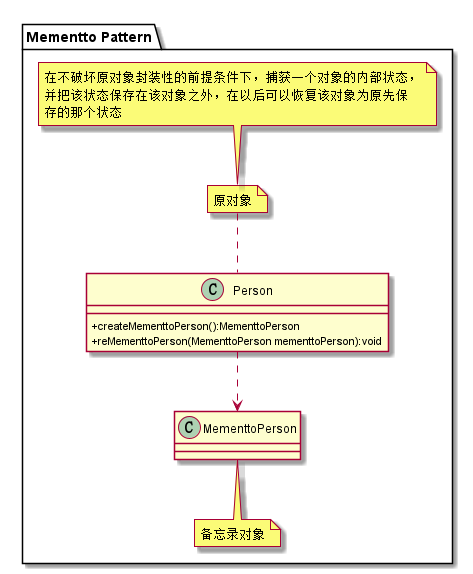 Mementto Pattern
在不破坏原对象封装性的前提条件下，捕获一个对象的内部状态，
并把该状态保存在该对象之外，在以后可以恢复该对象为原先保
存的那个状态
原对象
C Person
+createMementtoPerson():MementtoPerson
+reMementtoPerson(MementtoPerson mementtoPerson):void
C MementtoPerson
备忘录对象